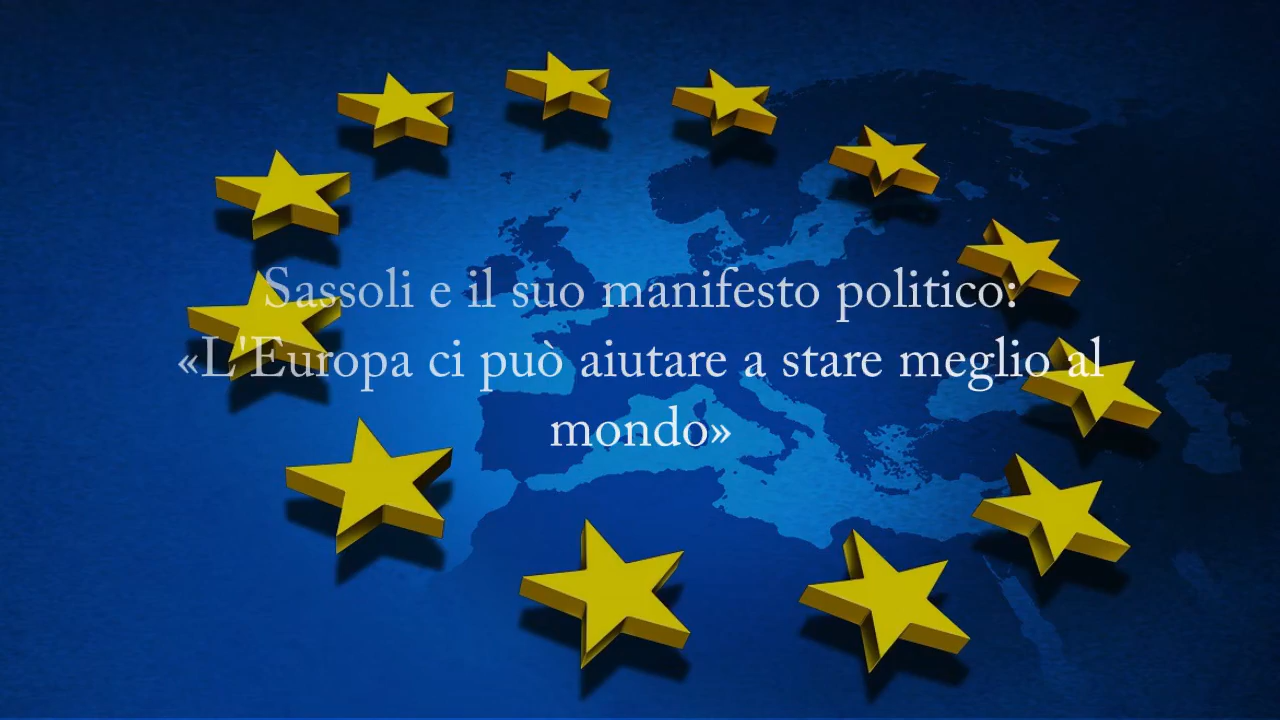 Sassoli e il suo manifesto politico:
«L'Europa ci può aiutare a stare meglio al
mondo»